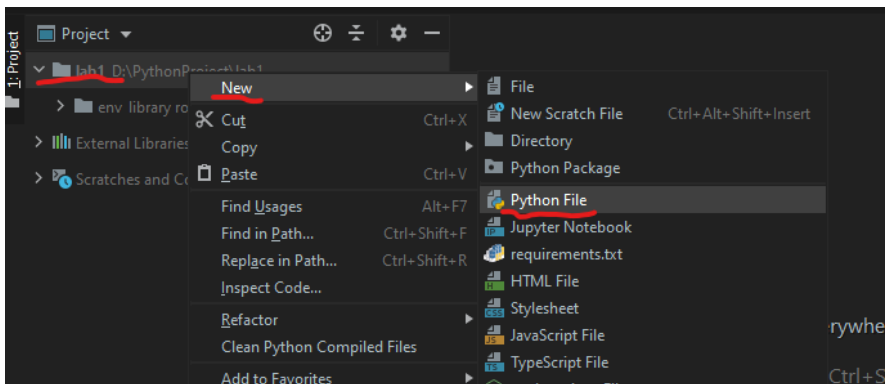 1: Project
Project
lab1 D:\PythonProject\lab1
env library ro
External Libraries
Scratches and Co
New
Cut Ctrl+X
Copy
Paste Ctrl+V
Find Usages Alt+F7
Find in Path... Ctrl+Shift+F
Replace in Path... Ctrl+Shift+R
Inspect Code...
Refactor
Clean Python Compiled Files
Add to Favorites
File
New Scratch File Ctrl+Alt+Shift+Insert
Directory
Python Package
Python File
Jupyter Notebook
requirements.txt
HTML File
Stylesheet
JavaScript File
TypeScript File
rywhe
Ctrl+S